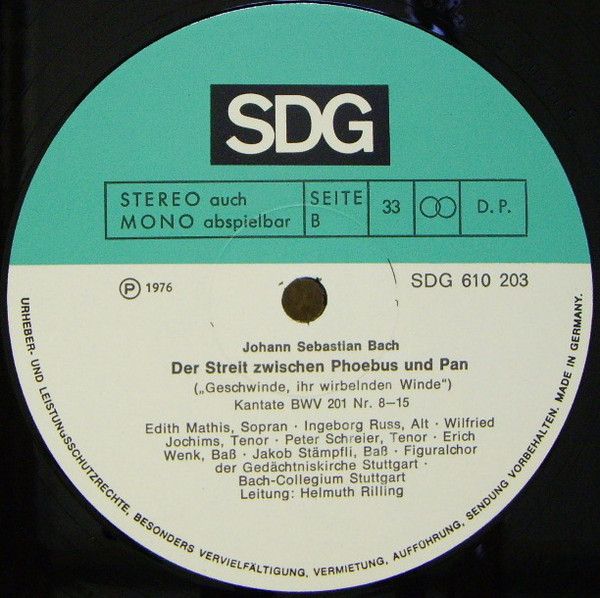 SDG
STEREO auch
MONO abspielbar
SEITE
B
33
D. P.
Ⓟ 1976
SDG 610 203
Johann Sebastian Bach
Der Streit zwischen Phoebus und Pan
(„Geschwinde, ihr wirbelnden Winde“)
Kantate BWV 201 Nr. 8–15
Edith Mathis, Sopran · Ingeborg Russ, Alt · Wilfried
Jochims, Tenor · Peter Schreier, Tenor · Erich
Wenk, Baß · Jakob Stämpfli, Baß · Figuralchor
der Gedächtniskirche Stuttgart ·
Bach-Collegium Stuttgart
Leitung: Helmuth Rilling
URHEBER- UND LEISTUNGSSCHUTZRECHTE, BESONDERS VERVIELFÄLTIGUNG, VERMIETUNG, AUFFÜHRUNG, SENDUNG VORBEHALTEN. MADE IN GERMANY.